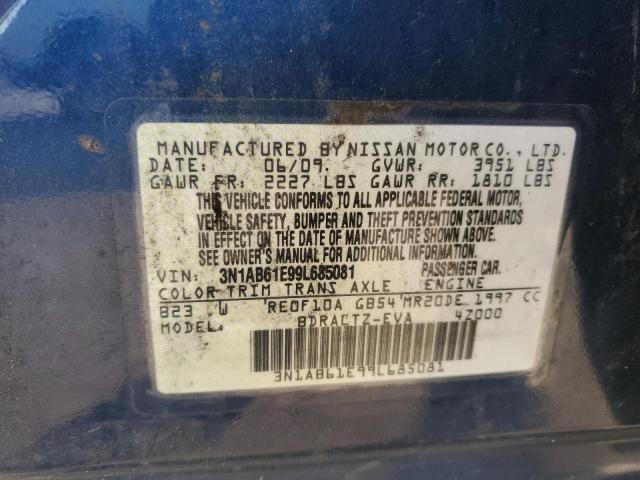 MANUFACTURED BY NISSAN MOTOR CO., LTD.
DATE: 06/09. GVWR: 3951 LBS
GAWR FR: 2227 LBS GAWR RR: 1810 LBS
THIS VEHICLE CONFORMS TO ALL APPLICABLE FEDERAL MOTOR
VEHICLE SAFETY, BUMPER AND THEFT PREVENTION STANDARDS
IN EFFECT ON THE DATE OF MANUFACTURE SHOWN ABOVE.
SEE OWNER'S MANUAL FOR ADDITIONAL INFORMATION.
VIN: 3N1AB61E99L685081 PASSENGER CAR.
COLOR TRIM TRANS AXLE ENGINE
B23 W RE0F10A GB54 MR20DE 1997 CC
MODEL: BDRALTZ-EVA 4Z000
3N1AB61E99L685081